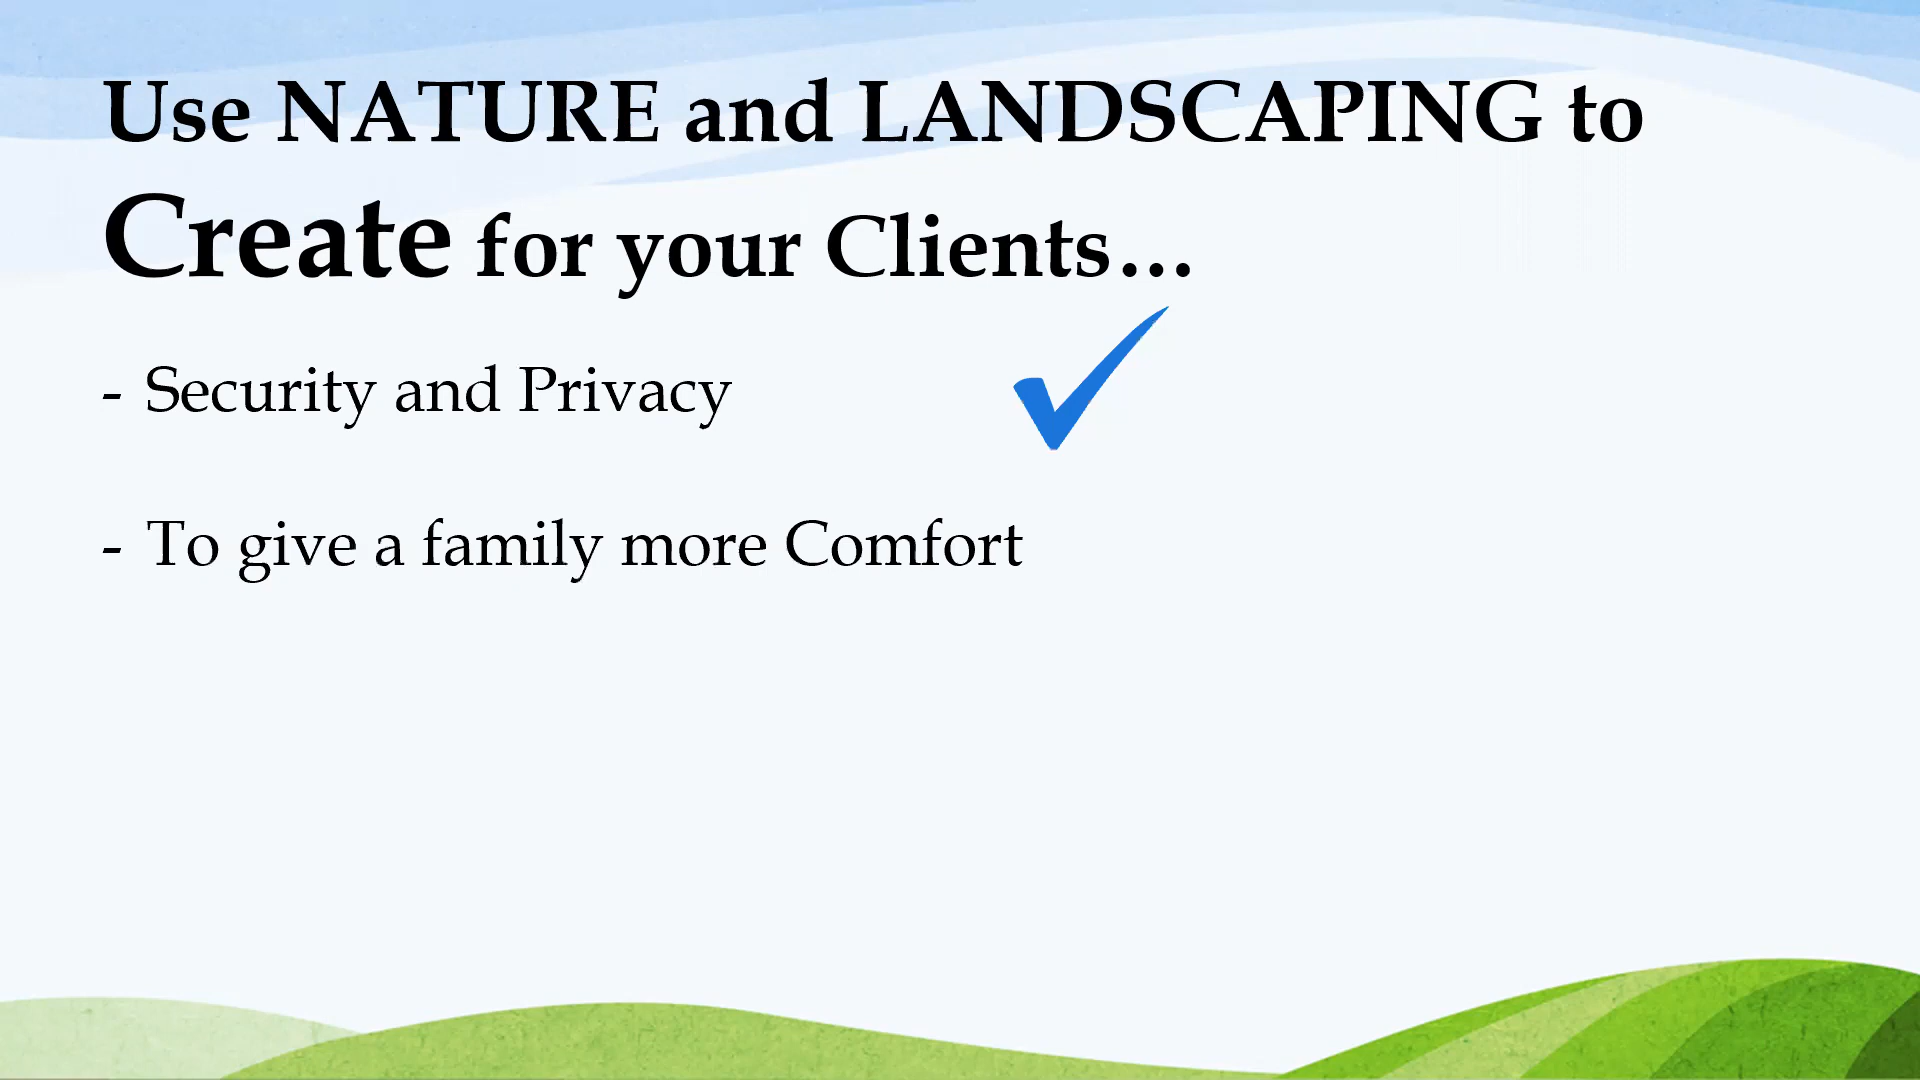 Use NATURE and LANDSCAPING to
Create for your Clients…
- Security and Privacy
- To give a family more Comfort